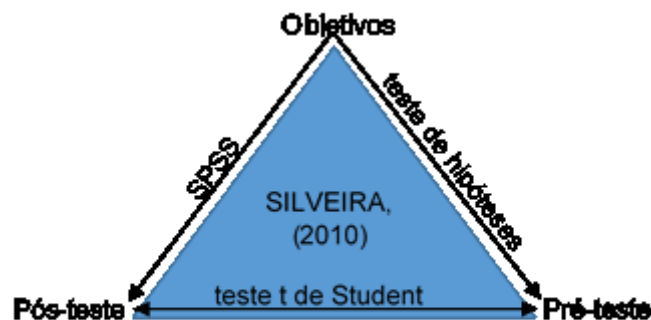 Objetivos
SPSS
teste de hipóteses
SILVEIRA,
(2010)
Pós-teste
teste t de Student
Pré-teste